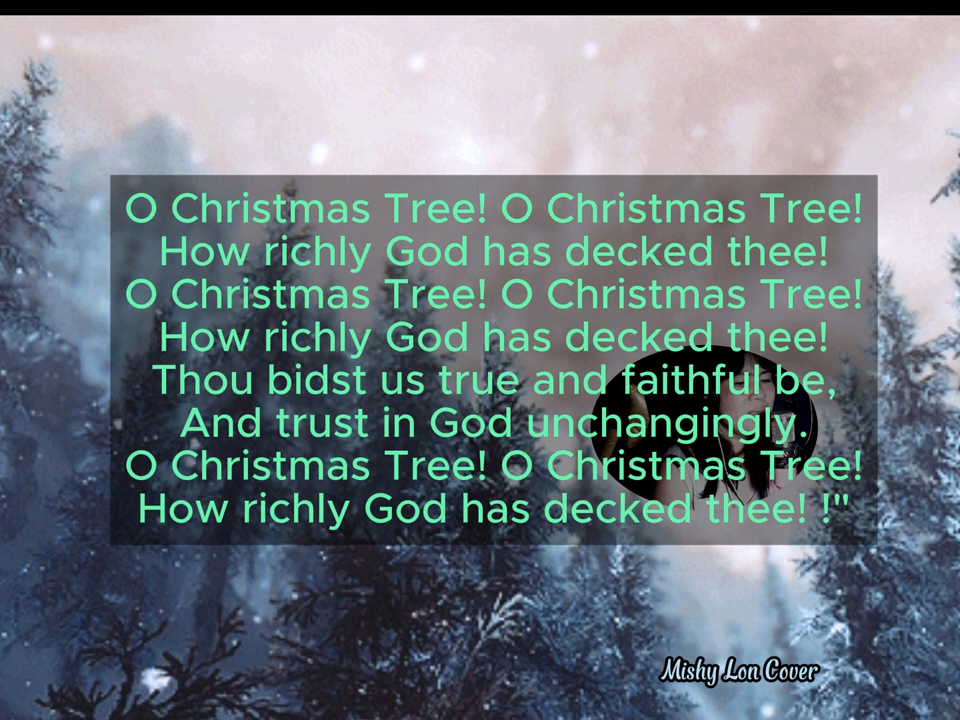 O Christmas Tree! O Christmas Tree!
How richly God has decked thee!
O Christmas Tree! O Christmas Tree!
How richly God has decked thee!
Thou bidst us true and faithful be,
And trust in God unchangingly.
O Christmas Tree! O Christmas Tree!
How richly God has decked thee! !"
Mishy Lon Cover